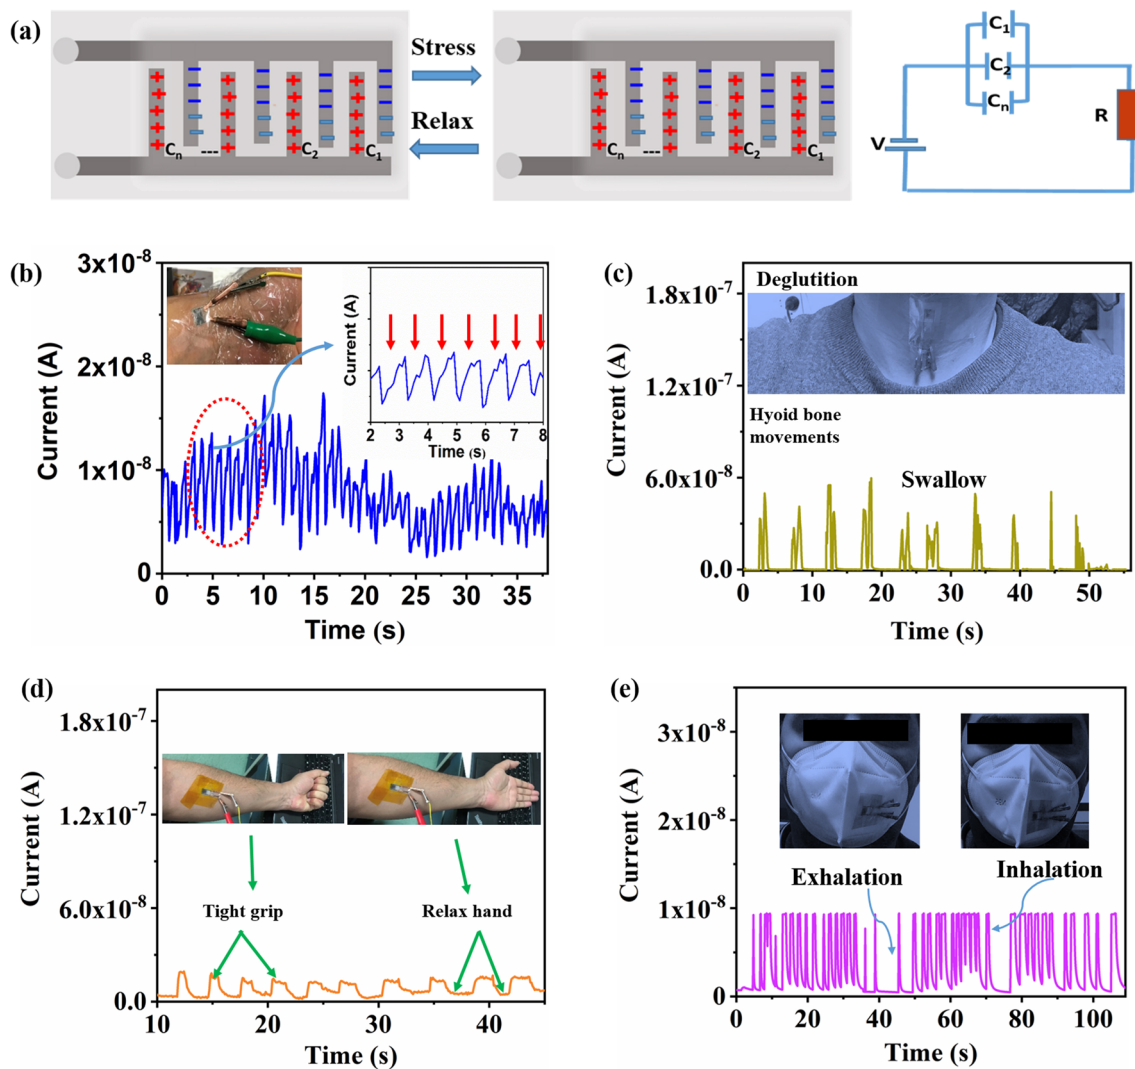 (a)
Stress
Relax
Cn --- C2 C1
Cn --- C2 C1
C1
C2
Cn
V
R
(b)
3x10-8
2x10-8
1x10-8
0
Current (A)
0 5 10 15 20 25 30 35
Time (s)
Current (A)
2 3 4 5 6 7 8
Time (s)
(c)
1.8x10-7
1.2x10-7
6.0x10-8
0.0
Current (A)
Deglutition
Hyoid bone
movements
Swallow
0 10 20 30 40 50
Time (s)
(d)
1.8x10-7
1.2x10-7
6.0x10-8
0.0
Current (A)
Tight grip
Relax hand
10 20 30 40
Time (s)
(e)
3x10-8
2x10-8
1x10-8
0
Current (A)
Exhalation
Inhalation
0 20 40 60 80 100
Time (s)